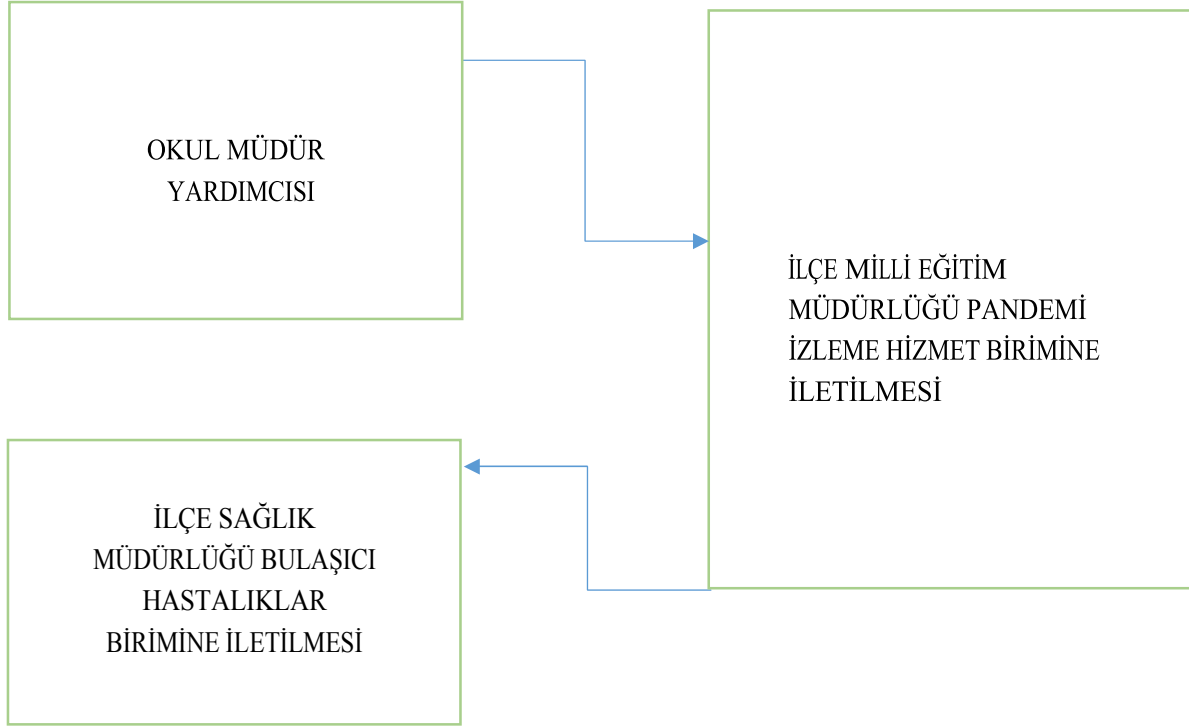 OKUL MÜDÜR
YARDIMCISI
İLÇE MİLLİ EĞİTİM
MÜDÜRLÜĞÜ PANDEMİ
İZLEME HİZMET BİRİMİNE
İLETİLMESİ
İLÇE SAĞLIK
MÜDÜRLÜĞÜ BULAŞICI
HASTALIKLAR
BİRİMİNE İLETİLMESİ